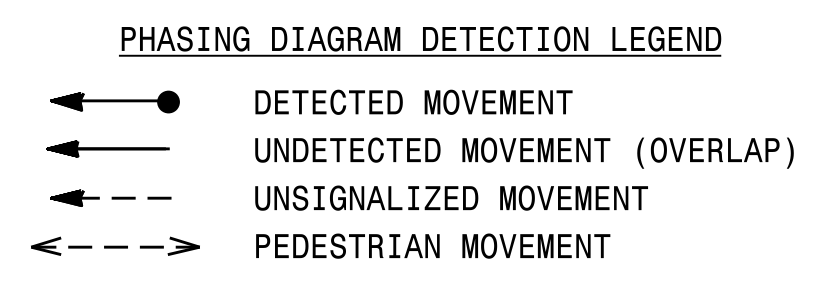 PHASING DIAGRAM DETECTION LEGEND
DETECTED MOVEMENT
UNDETECTED MOVEMENT (OVERLAP)
UNSIGNALIZED MOVEMENT
PEDESTRIAN MOVEMENT